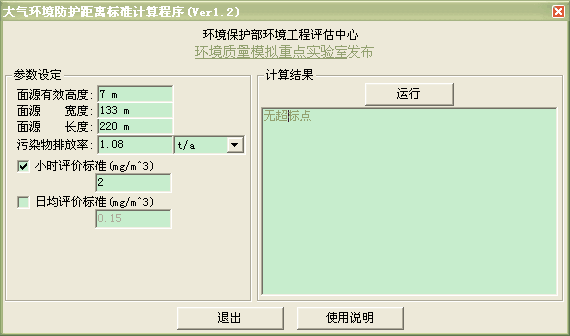 大气环境防护距离标准计算程序(Ver1.2)
环境保护部环境工程评估中心
环境质量模拟重点实验室发布
参数设定
面源有效高度: 7 m
面源 宽度: 133 m
面源 长度: 220 m
污染物排放率: 1.08 t/a
小时评价标准(mg/m^3)
2
日均评价标准(mg/m^3)
0.15
计算结果
运行
无超标点
退出 使用说明